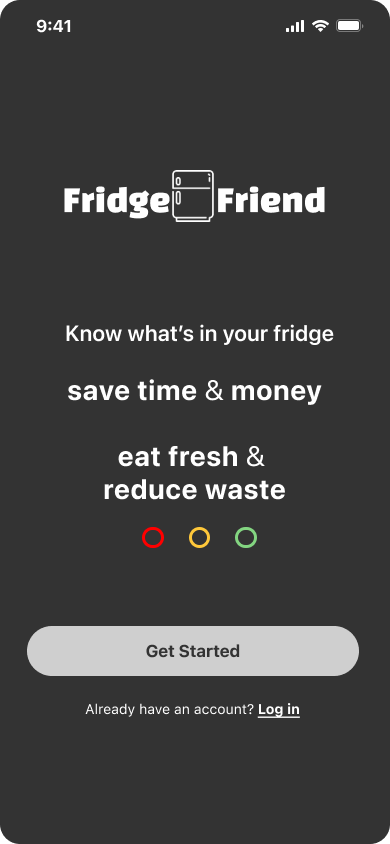 9:41
Fridge Friend
Know what’s in your fridge
save time & money
eat fresh &
reduce waste
Get Started
Already have an account? Log in